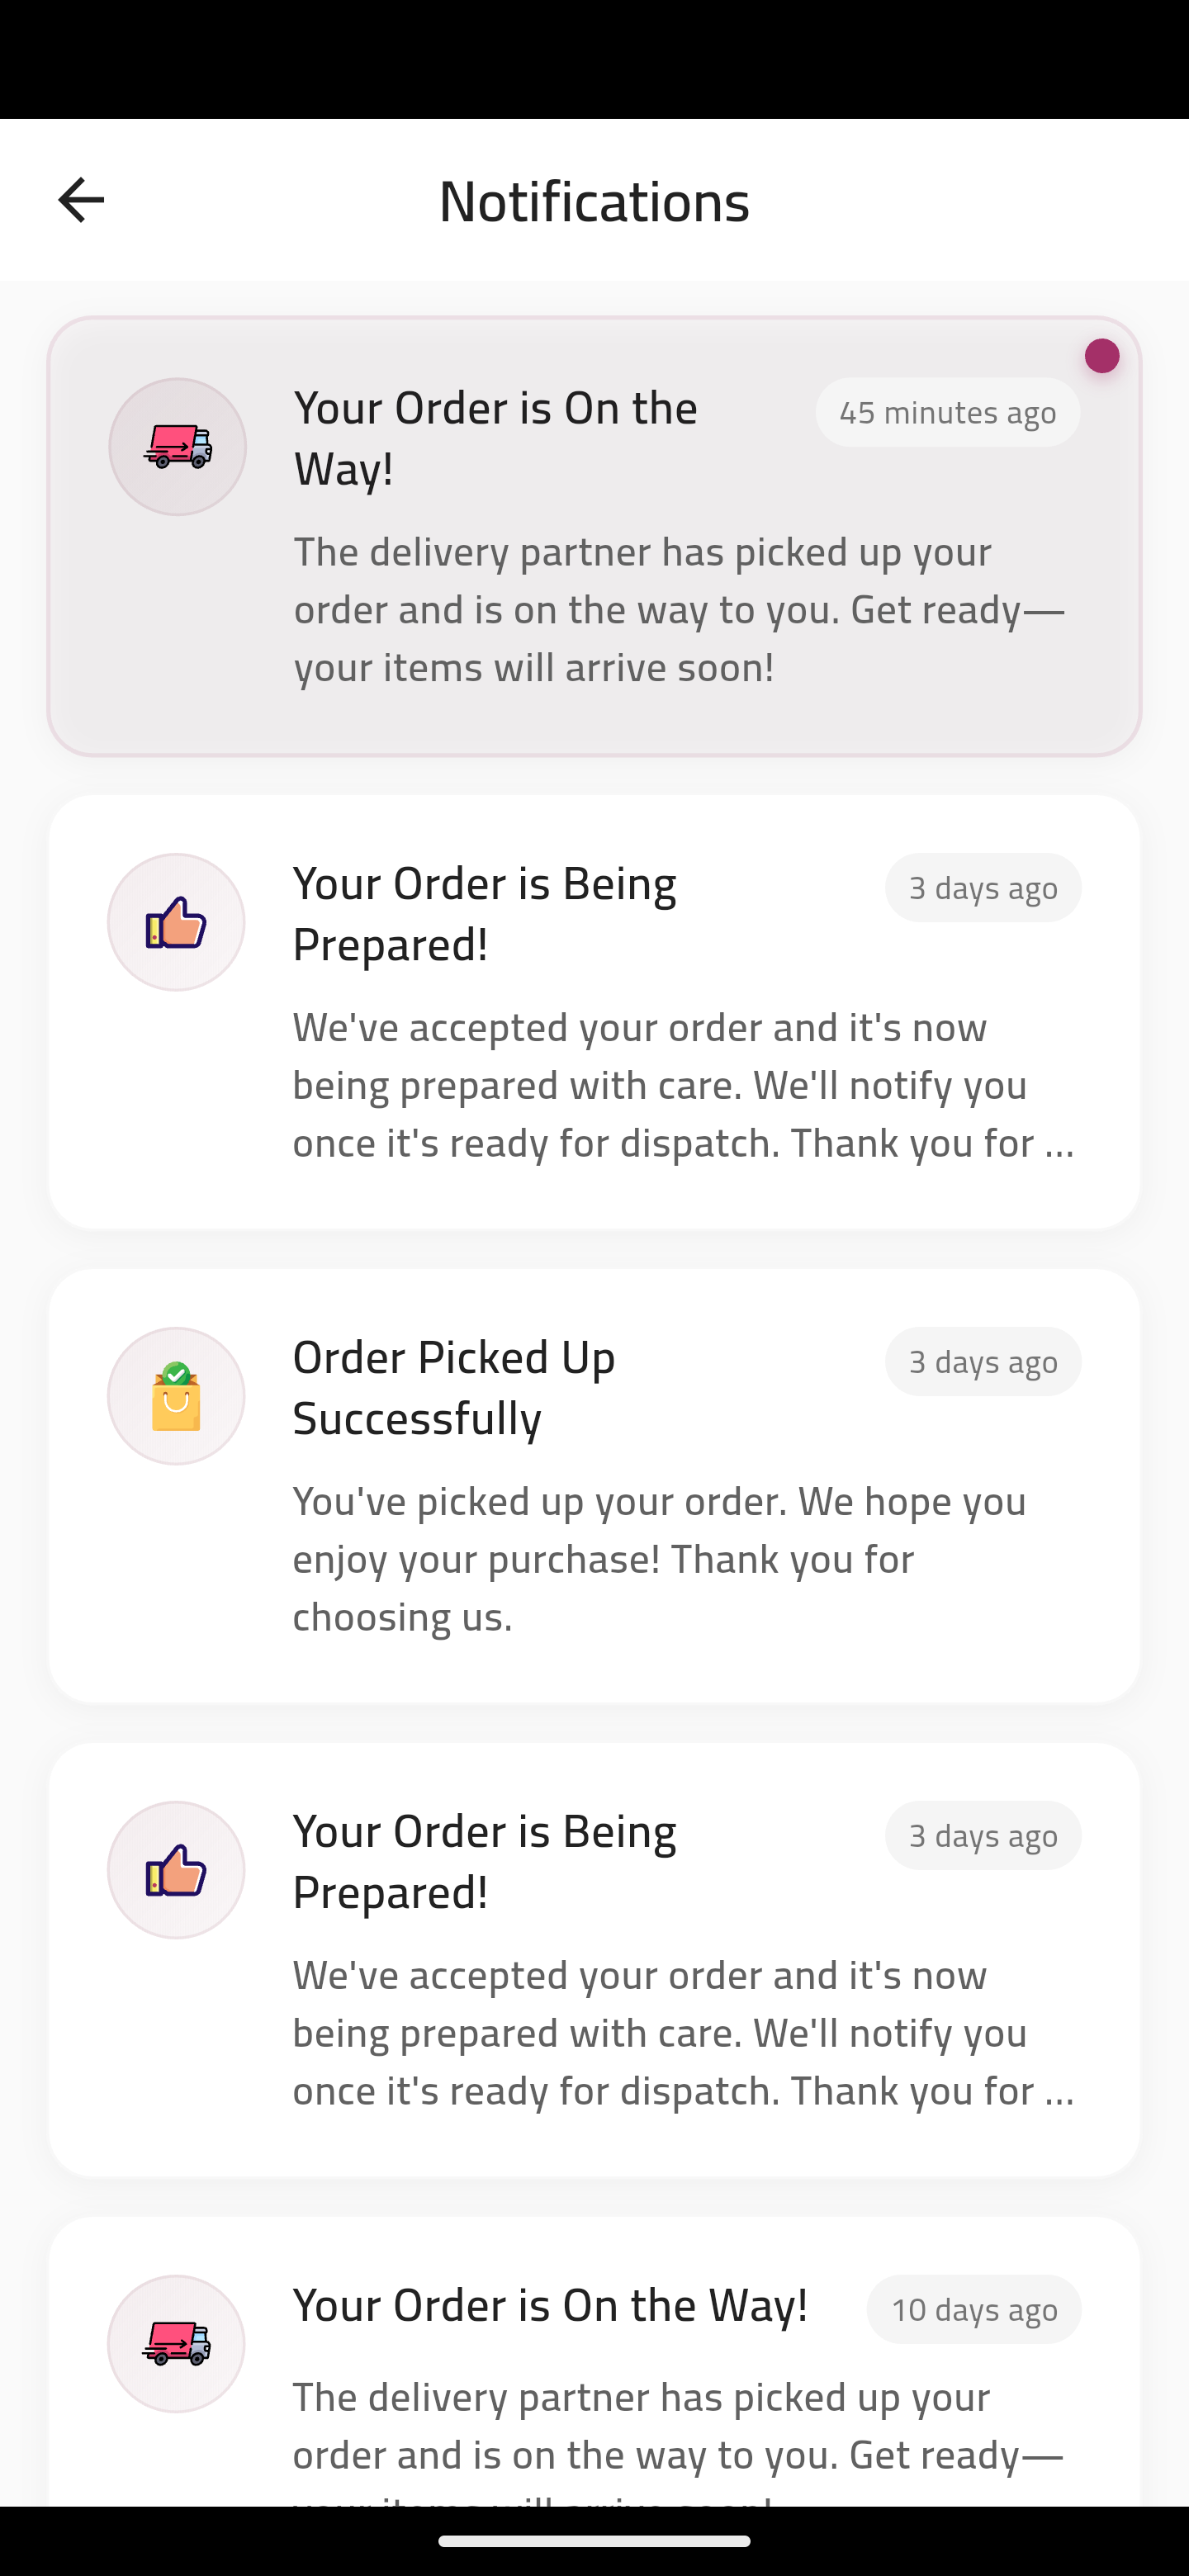 Notifications
Your Order is On the
Way!
45 minutes ago
The delivery partner has picked up your
order and is on the way to you. Get ready—
your items will arrive soon!
Your Order is Being
Prepared!
3 days ago
We've accepted your order and it's now
being prepared with care. We'll notify you
once it's ready for dispatch. Thank you for ...
Order Picked Up
Successfully
3 days ago
You've picked up your order. We hope you
enjoy your purchase! Thank you for
choosing us.
Your Order is Being
Prepared!
3 days ago
We've accepted your order and it's now
being prepared with care. We'll notify you
once it's ready for dispatch. Thank you for ...
Your Order is On the Way!
10 days ago
The delivery partner has picked up your
order and is on the way to you. Get ready—
your items will arrive soon!